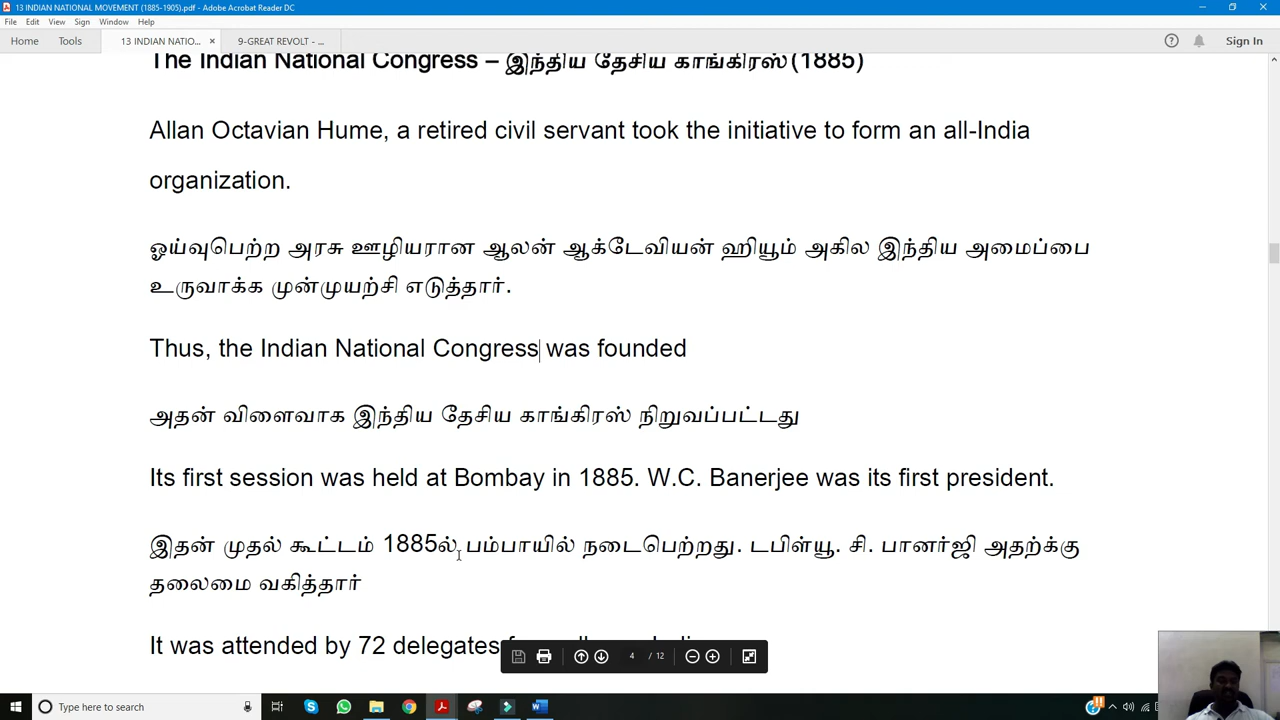 13 INDIAN NATIONAL MOVEMENT (1885-1905).pdf - Adobe Acrobat Reader DC
File Edit View Sign Window Help
Home Tools 13 INDIAN NATIO... × 9-GREAT REVOLT - ... Sign In
The Indian National Congress – இந்திய தேசிய காங்கிரஸ் (1885)
Allan Octavian Hume, a retired civil servant took the initiative to form an all-India
organization.
ஓய்வுபெற்ற அரசு ஊழியரான ஆலன் ஆக்டேவியன் ஹியூம் அகில இந்திய அமைப்பை
உருவாக்க முன்முயற்சி எடுத்தார்.
Thus, the Indian National Congress was founded
அதன் விளைவாக இந்திய தேசிய காங்கிரஸ் நிறுவப்பட்டது
Its first session was held at Bombay in 1885. W.C. Banerjee was its first president.
இதன் முதல் கூட்டம் 1885ல் பம்பாயில் நடைபெற்றது. டபிள்யூ. சி. பானர்ஜி அதற்க்கு
தலைமை வகித்தார்
It was attended by 72 delegates
4 / 12
Type here to search